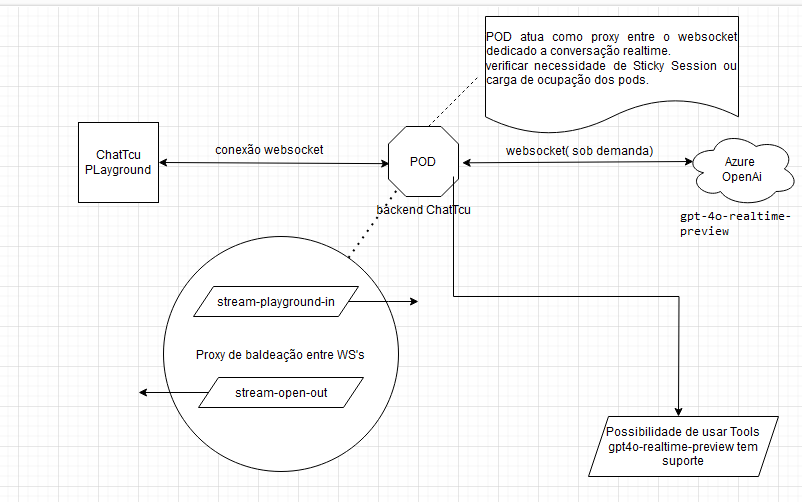 POD atua como proxy entre o websocket
dedicado a conversação realtime.
verificar necessidade de Sticky Session ou
carga de ocupação dos pods.
ChatTcu
PLayground
conexão websocket
POD
websocket( sob demanda)
Azure
OpenAi
backend ChatTcu
gpt-4o-realtime-
preview
stream-playground-in
Proxy de baldeação entre WS's
stream-open-out
Possibilidade de usar Tools
gpt4o-realtime-preview tem
suporte